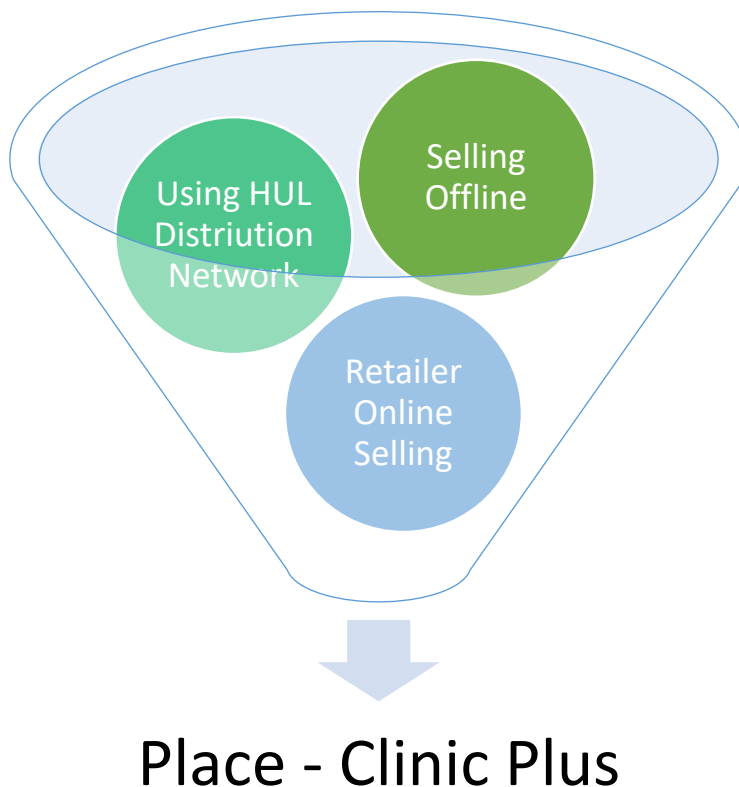 Using HUL
Distriution
Network
Selling
Offline
Retailer
Online
Selling
Place - Clinic Plus